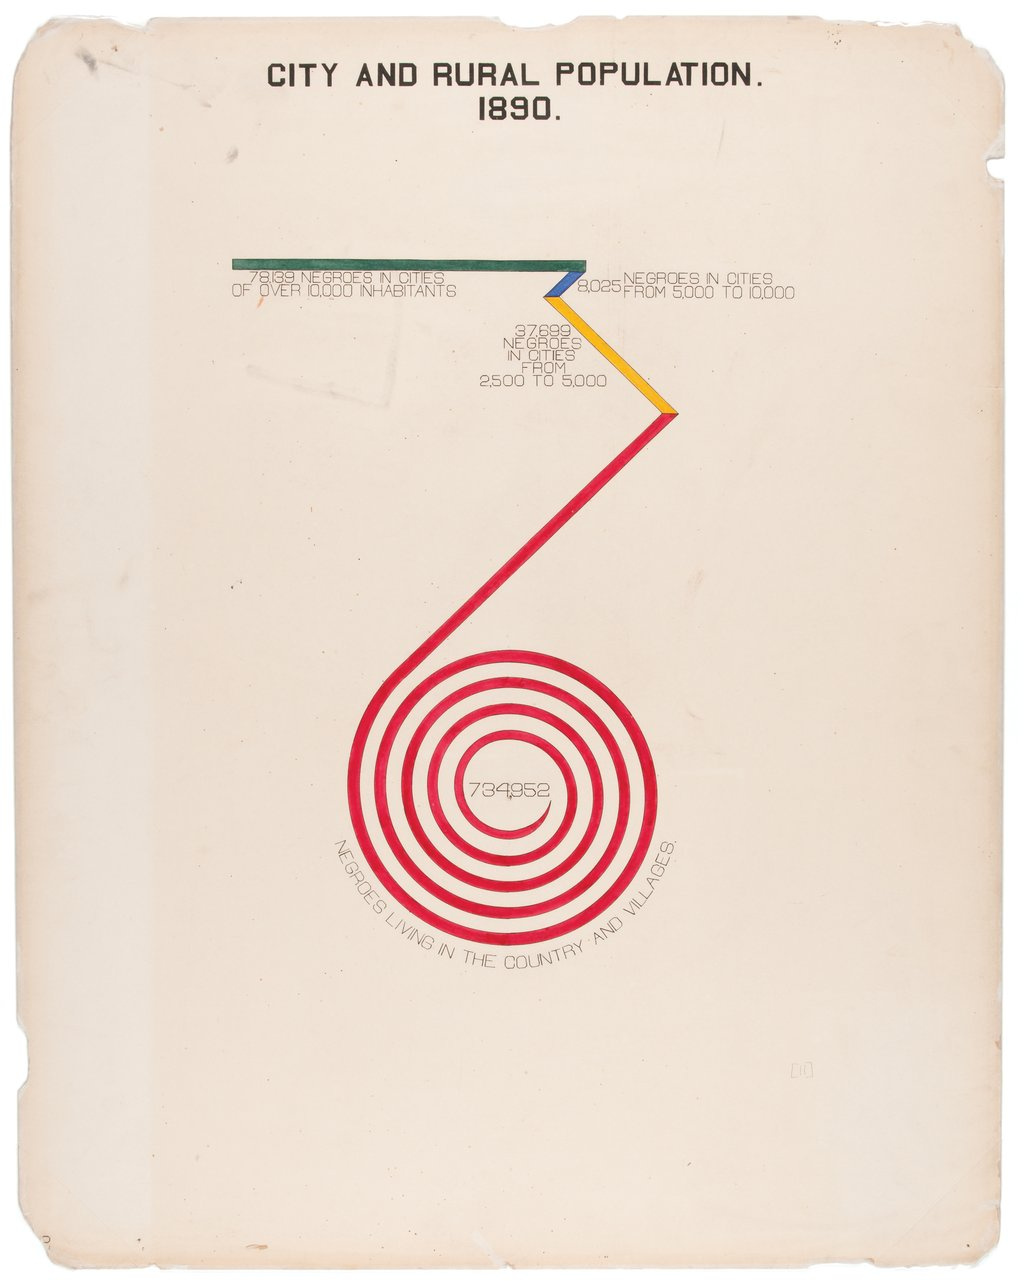 CITY AND RURAL POPULATION.
1890.
78,139 NEGROES IN CITIES
OF OVER 10,000 INHABITANTS
8,025 NEGROES IN CITIES
FROM 5,000 TO 10,000
37,699
NEGROES
IN CITIES
FROM
2,500 TO 5,000
734,952
NEGROES LIVING IN THE COUNTRY AND VILLAGES.
[11]